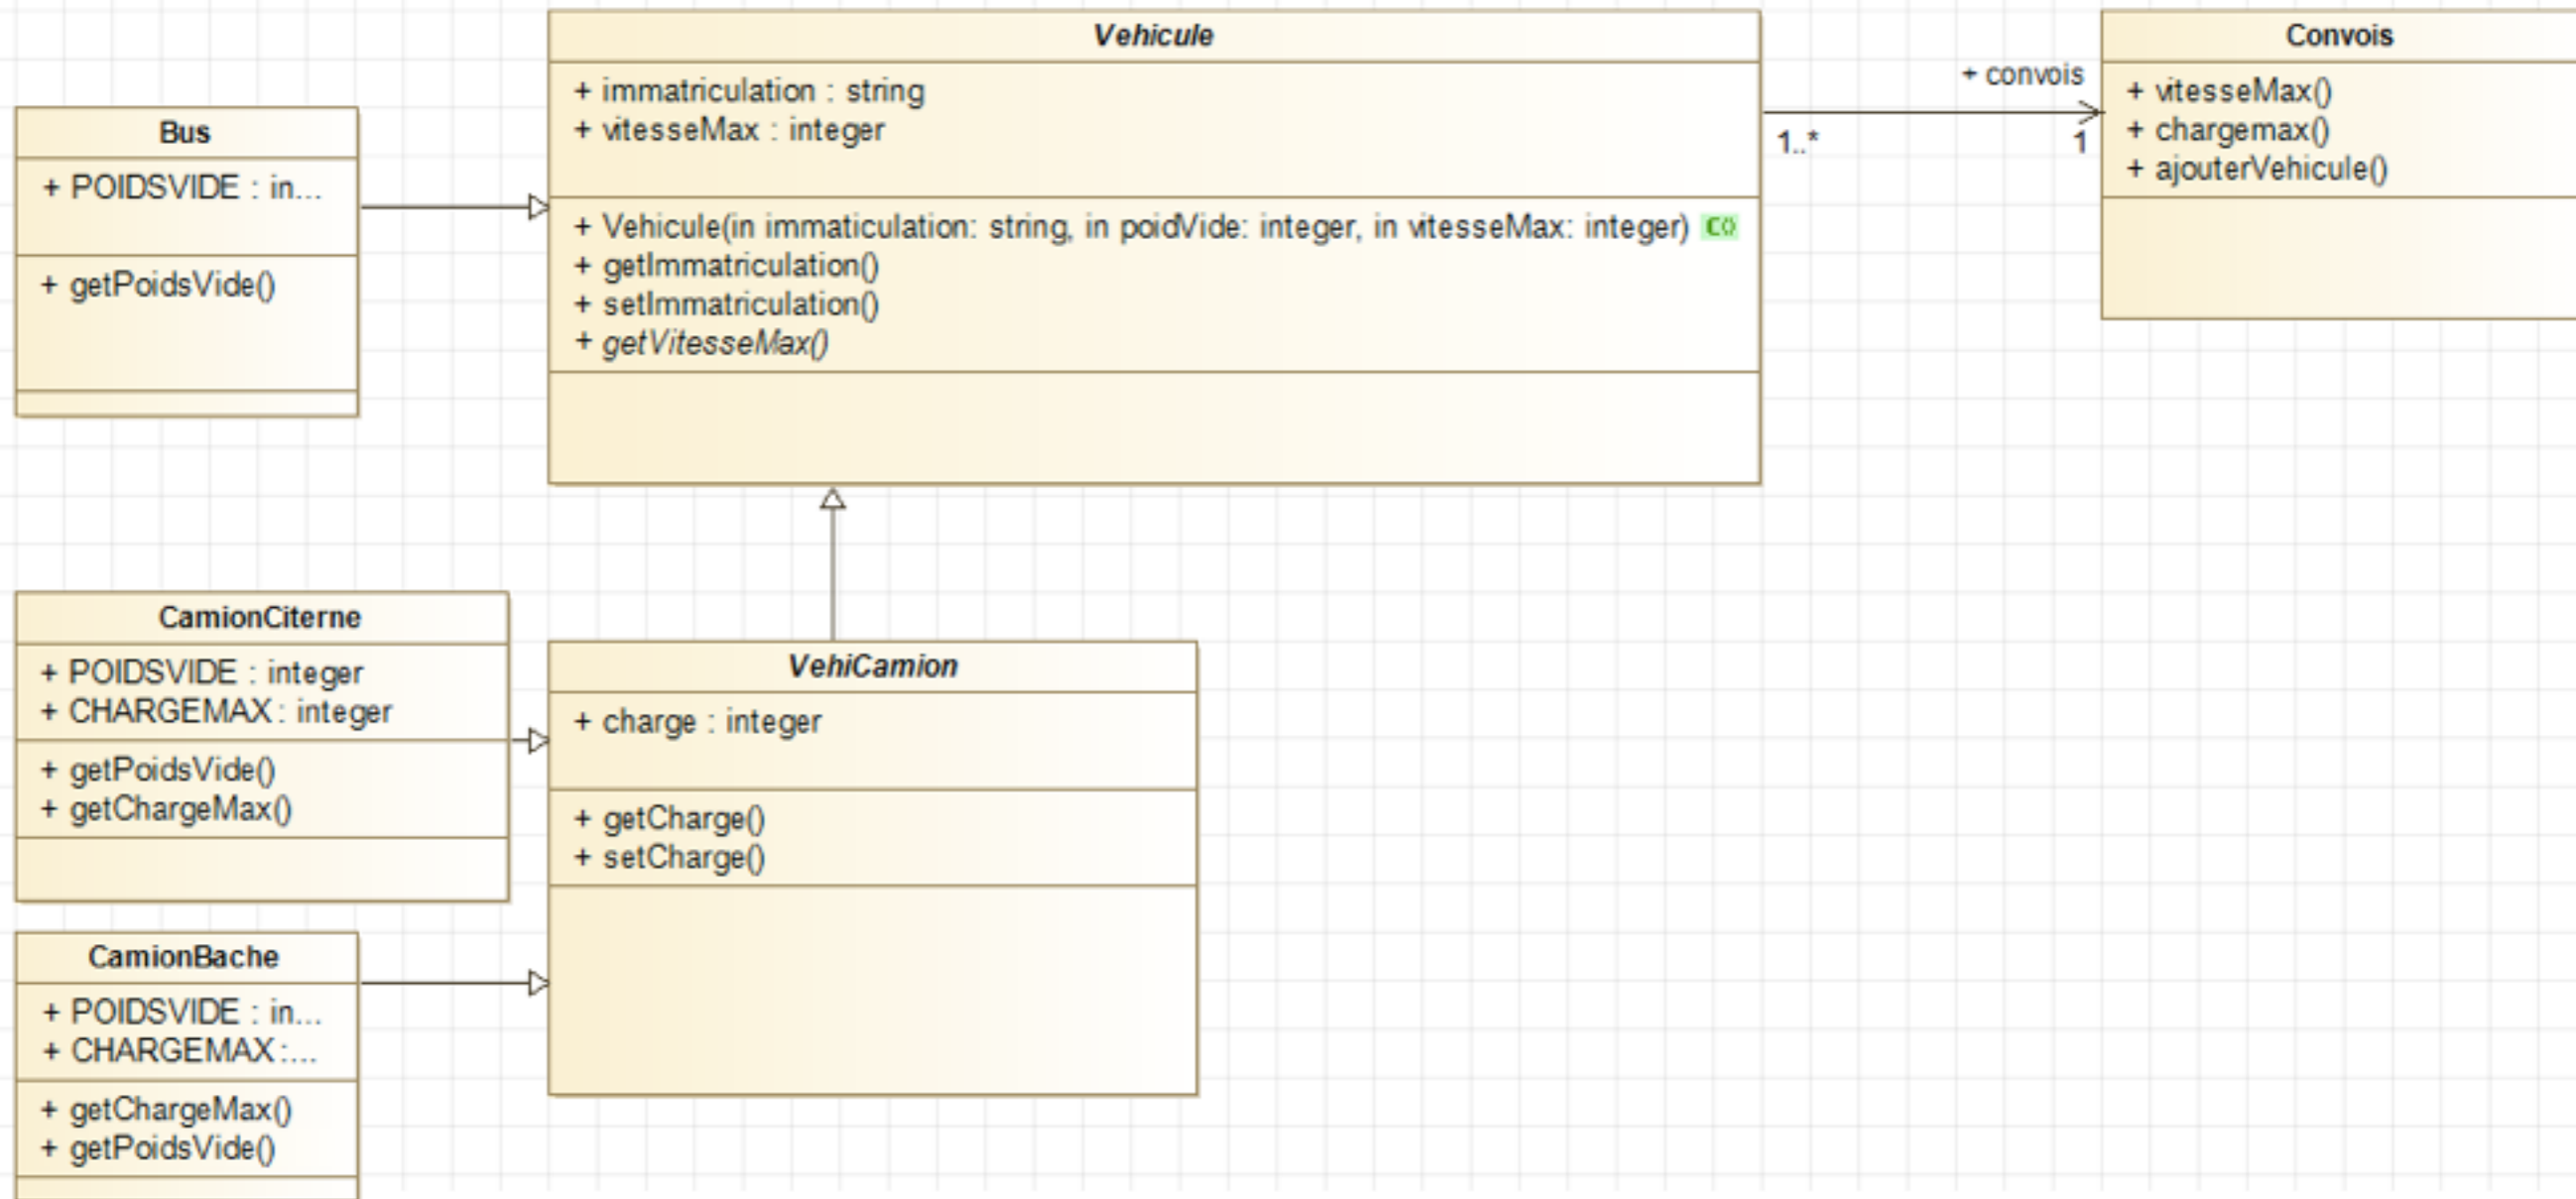 Bus
+ POIDSVIDE : in...
+ getPoidsVide()
Vehicule
+ immatriculation : string
+ vitesseMax : integer
+ Vehicule(in immaticulation: string, in poidVide: integer, in vitesseMax: integer) C()
+ getImmatriculation()
+ setImmatriculation()
+ getVitesseMax()
+ convois
1..*
1
Convois
+ vitesseMax()
+ chargemax()
+ ajouterVehicule()
CamionCiterne
+ POIDSVIDE : integer
+ CHARGEMAX : integer
+ getPoidsVide()
+ getChargeMax()
VehiCamion
+ charge : integer
+ getCharge()
+ setCharge()
CamionBache
+ POIDSVIDE : in...
+ CHARGEMAX :...
+ getChargeMax()
+ getPoidsVide()